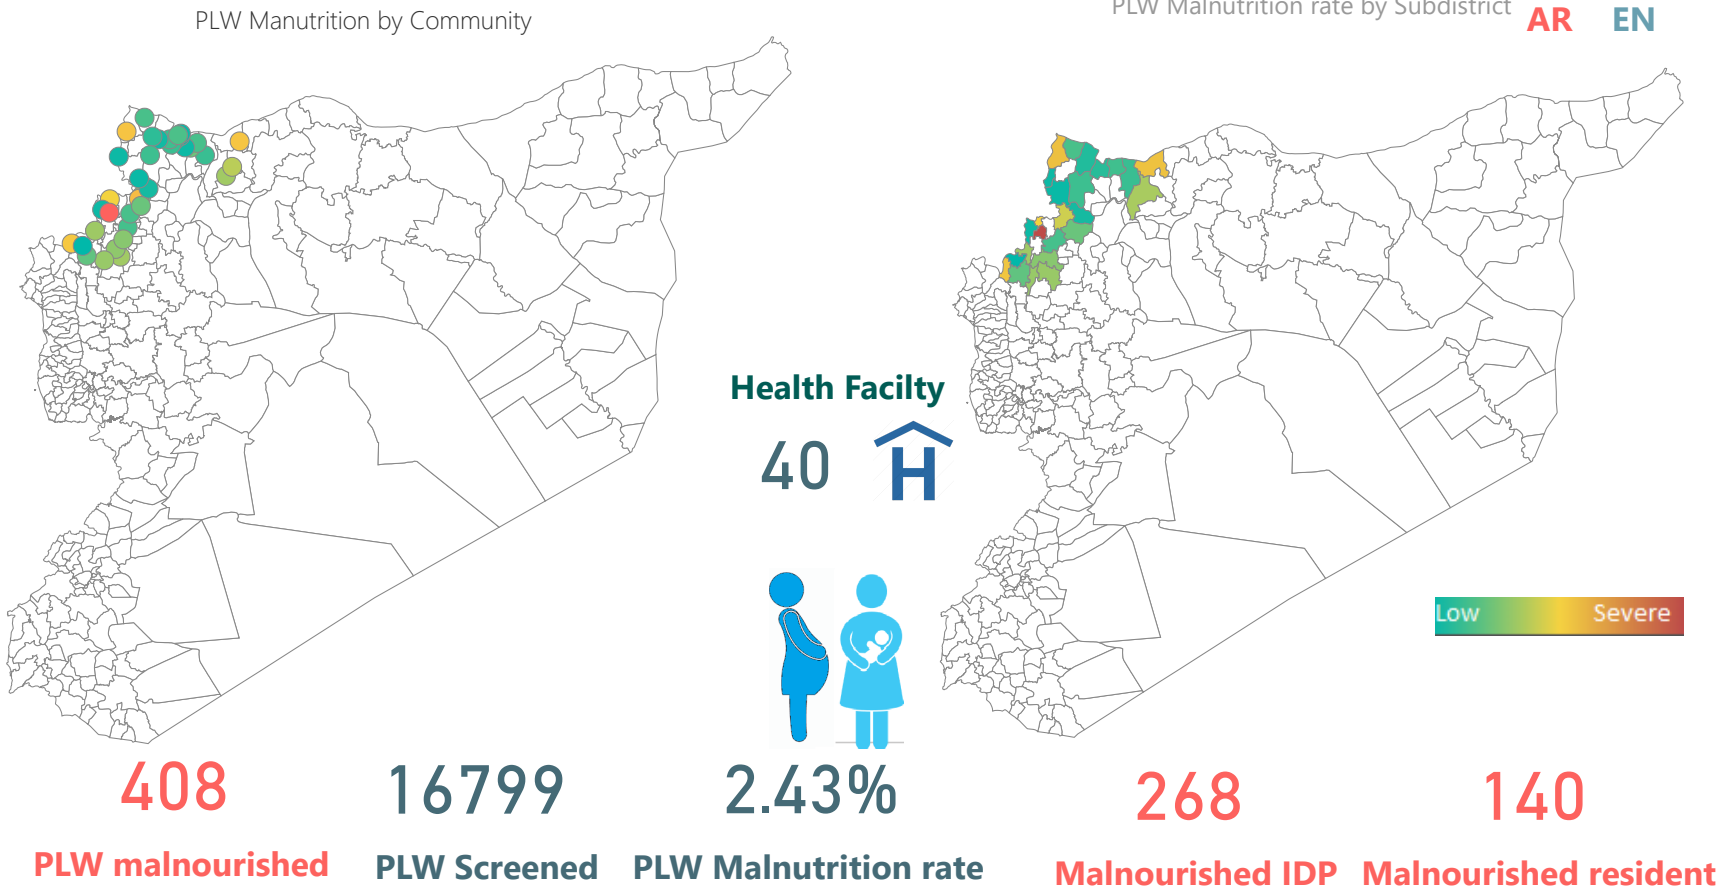 PLW Manutrition by Community
PLW Malnutrition rate by Subdistrict
AR EN
Health Facilty
40
H
Low Severe
408
PLW malnourished
16799
PLW Screened
2.43%
PLW Malnutrition rate
268
Malnourished IDP
140
Malnourished resident